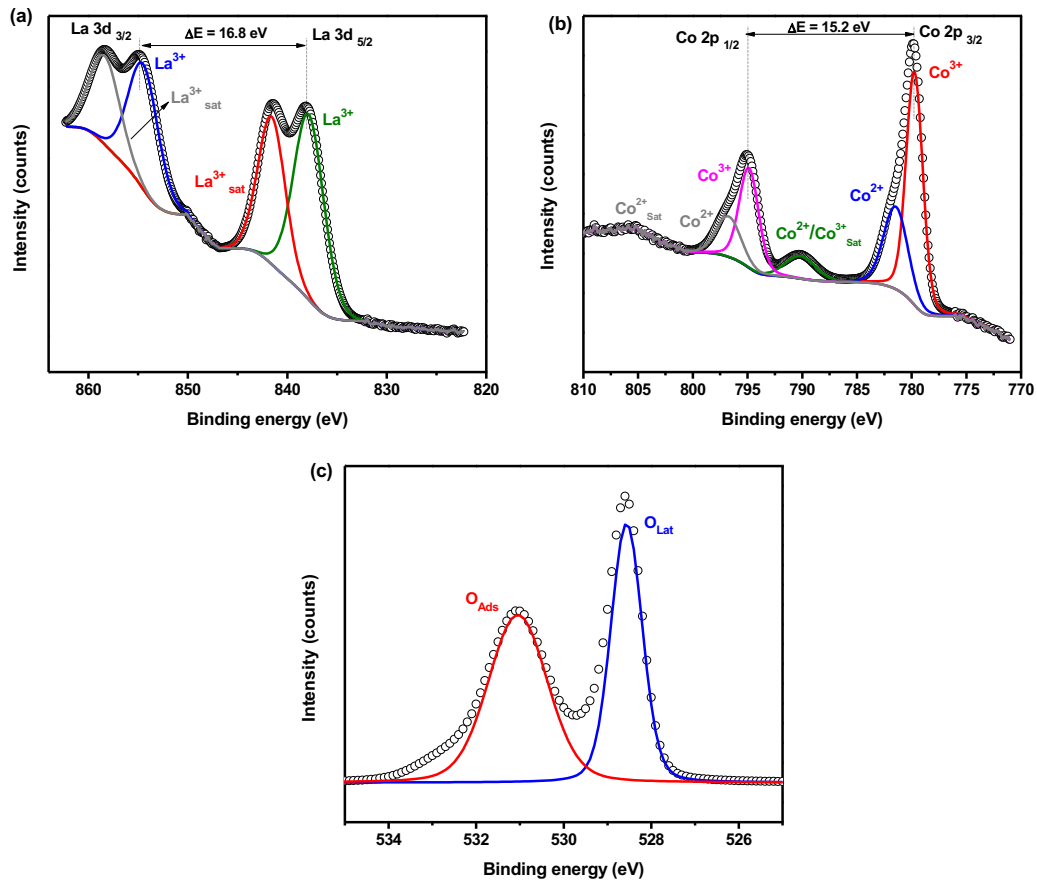 (a)
La 3d 3/2
ΔE = 16.8 eV
La 3d 5/2
La3+
La3+ sat
La3+ sat
La3+
Intensity (counts)
860 850 840 830 820
Binding energy (eV)
(b)
Co 2p 1/2
ΔE = 15.2 eV
Co 2p 3/2
Co3+
Co3+
Co2+
Co2+ Sat
Co2+
Co2+/Co3+ Sat
Intensity (counts)
810 805 800 795 790 785 780 775 770
Binding energy (eV)
(c)
OLat
OAds
Intensity (counts)
534 532 530 528 526
Binding energy (eV)